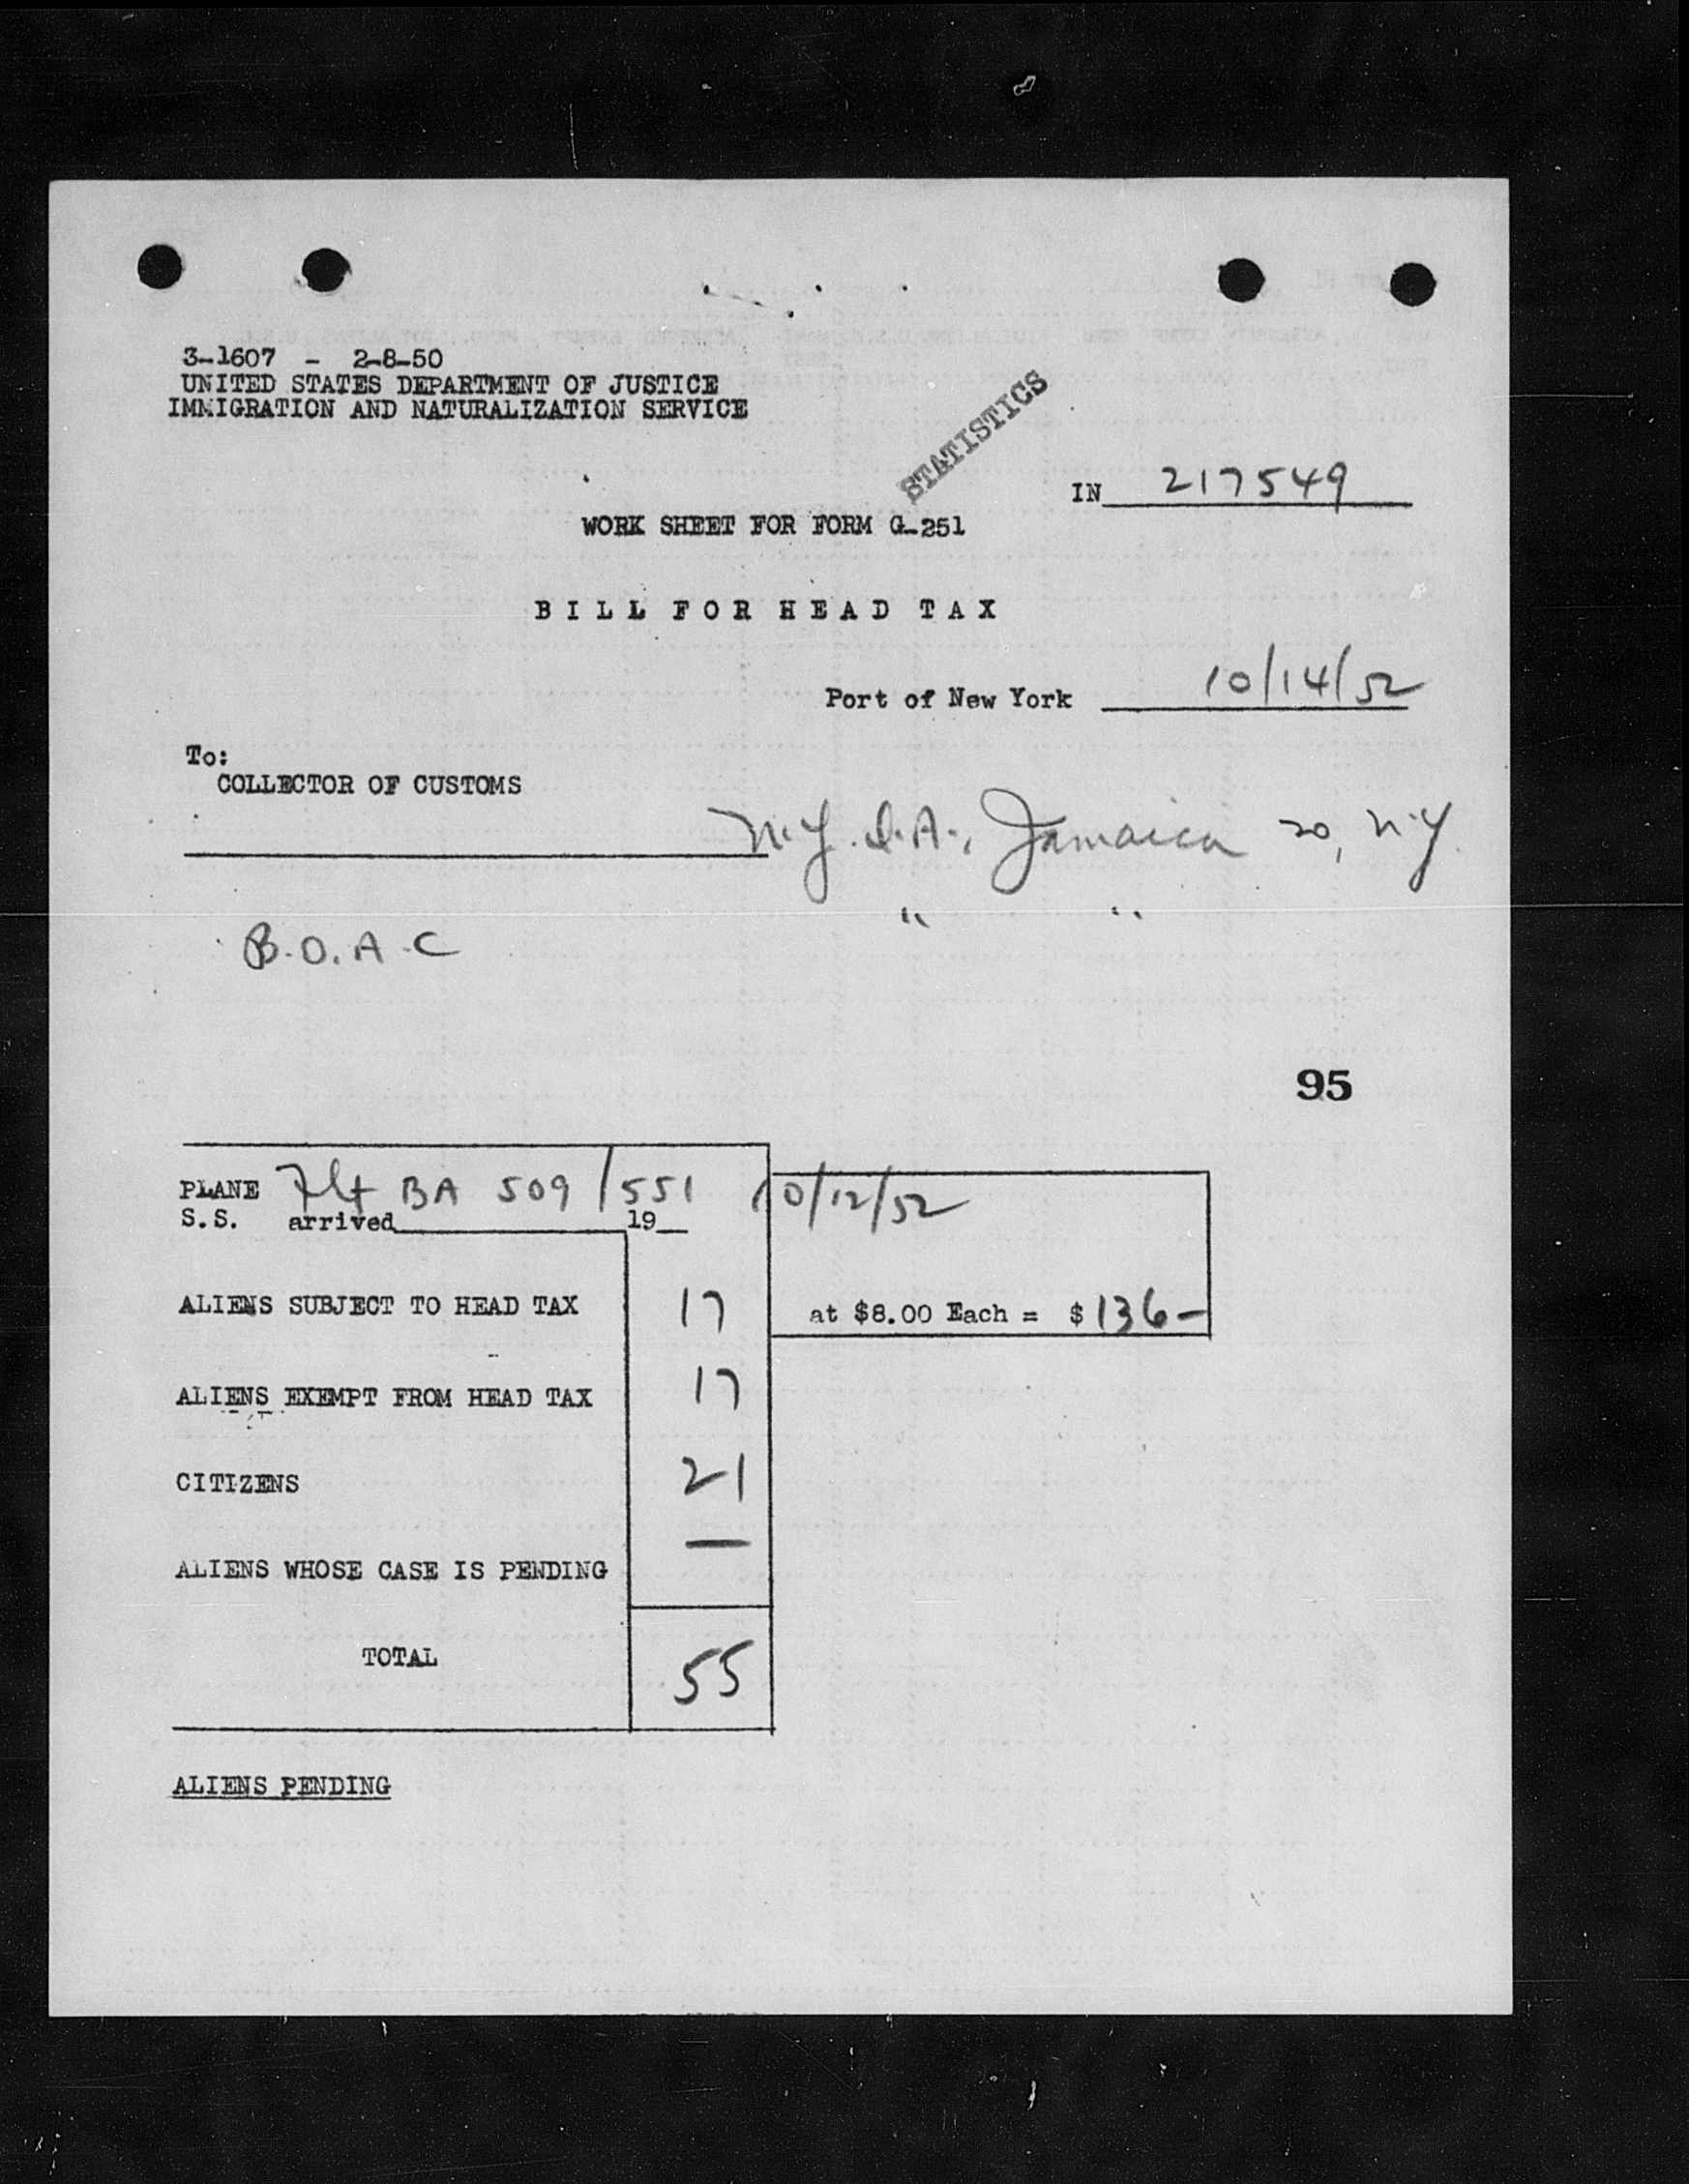 3-1607 - 2-8-50
UNITED STATES DEPARTMENT OF JUSTICE
IMMIGRATION AND NATURALIZATION SERVICE
STATISTICS
IN 217549
WORK SHEET FOR FORM G-251
BILL FOR HEAD TAX
Port of New York 10/14/52
To:
COLLECTOR OF CUSTOMS
N.Y. I.A., Jamaica 20, N.Y.
" "
B.O.A.C
95
PLANE Flt BA 509/551 10/12/52
S.S. arrived 19
ALIENS SUBJECT TO HEAD TAX 17 at $8.00 Each = $136-
ALIENS EXEMPT FROM HEAD TAX 17
CITIZENS 21
ALIENS WHOSE CASE IS PENDING —
TOTAL 55
ALIENS PENDING